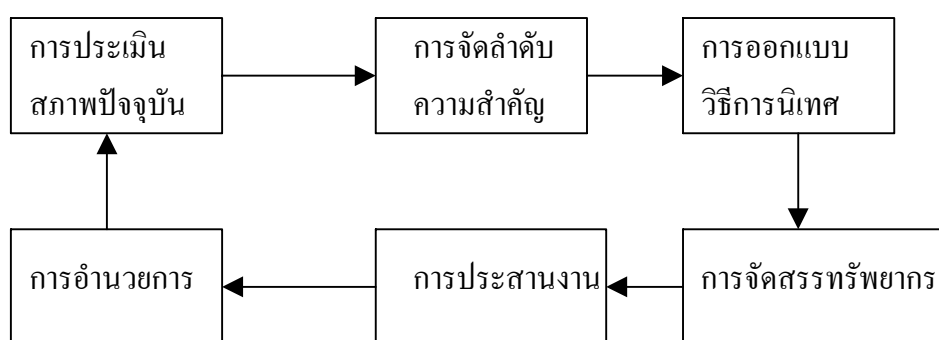 การประเมิน
สภาพปัจจุบัน
การจัดลำดับ
ความสำคัญ
การออกแบบ
วิธีการนิเทศ
การจัดสรรทรัพยากร
การประสานงาน
การอำนวยการ